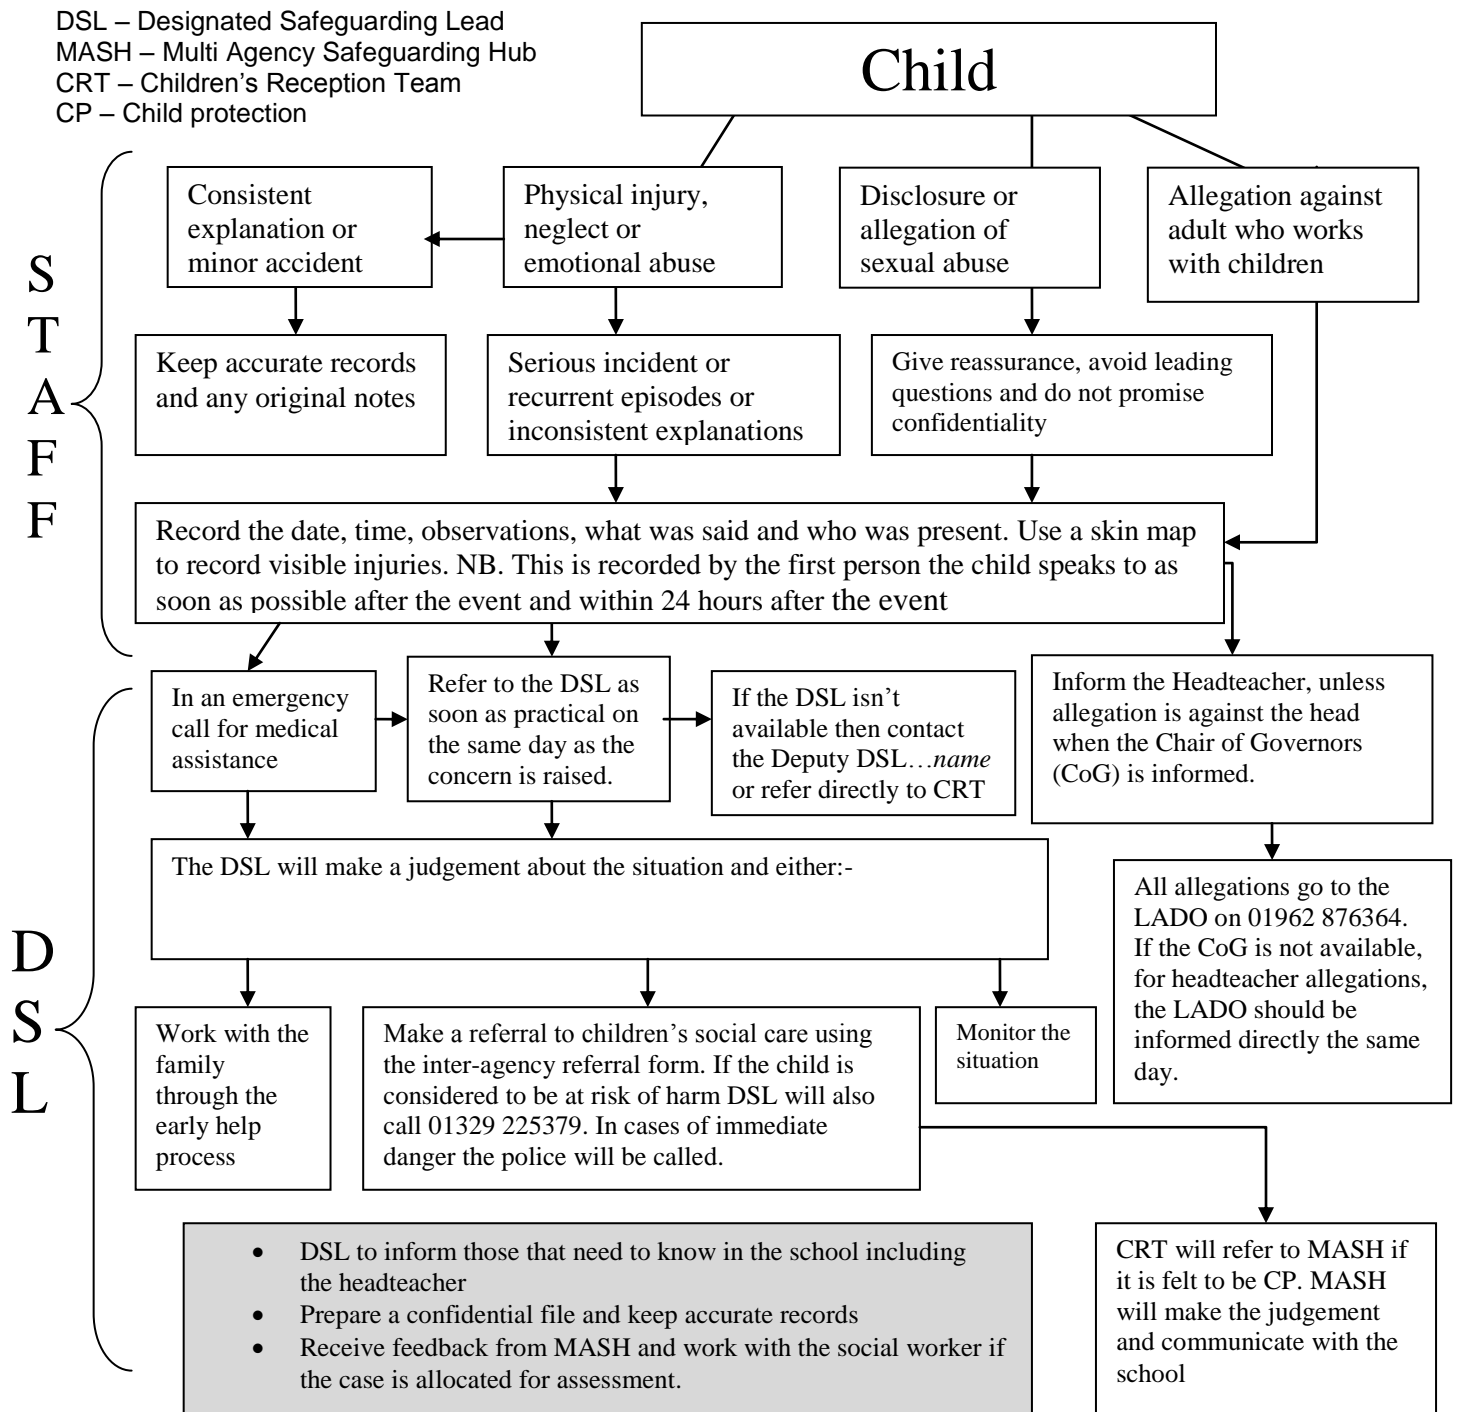 DSL – Designated Safeguarding Lead
MASH – Multi Agency Safeguarding Hub
CRT – Children's Reception Team
CP – Child protection
Child
STAFF
Consistent
explanation or
minor accident
Physical injury,
neglect or
emotional abuse
Disclosure or
allegation of
sexual abuse
Allegation against
adult who works
with children
Keep accurate records
and any original notes
Serious incident or
recurrent episodes or
inconsistent explanations
Give reassurance, avoid leading
questions and do not promise
confidentiality
Record the date, time, observations, what was said and who was present. Use a skin map
to record visible injuries. NB. This is recorded by the first person the child speaks to as
soon as possible after the event and within 24 hours after the event
DSL
In an emergency
call for medical
assistance
Refer to the DSL as
soon as practical on
the same day as the
concern is raised.
If the DSL isn't
available then contact
the Deputy DSL…name
or refer directly to CRT
Inform the Headteacher, unless
allegation is against the head
when the Chair of Governors
(CoG) is informed.
The DSL will make a judgement about the situation and either:-
All allegations go to the
LADO on 01962 876364.
If the CoG is not available,
for headteacher allegations,
the LADO should be
informed directly the same
day.
Work with the
family
through the
early help
process
Make a referral to children's social care using
the inter-agency referral form. If the child is
considered to be at risk of harm DSL will also
call 01329 225379. In cases of immediate
danger the police will be called.
Monitor the
situation
• DSL to inform those that need to know in the school including
the headteacher
• Prepare a confidential file and keep accurate records
• Receive feedback from MASH and work with the social worker if
the case is allocated for assessment.
CRT will refer to MASH if
it is felt to be CP. MASH
will make the judgement
and communicate with the
school